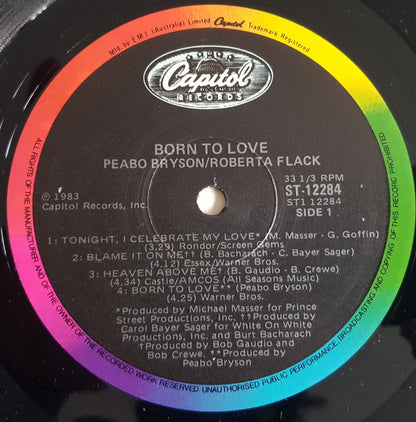 Mfd. by E M I (Australia) Limited Capitol Trademark Registered.
Capitol
RECORDS
BORN TO LOVE
PEABO BRYSON/ROBERTA FLACK
33 1/3 RPM
ST-12284
ST1 12284
SIDE 1
℗ 1983
Capitol Records, Inc.
1: TONIGHT, I CELEBRATE MY LOVE* (M. Masser - G. Goffin)
(3.29) Rondor/Screen Gems
2: BLAME IT ON ME†† (B. Bacharach - C. Bayer Sager)
(4.12) Essex/Warner Bros.
3: HEAVEN ABOVE ME† (B. Gaudio - B. Crewe)
(4.34) Castle/AMCOS (All Seasons Music)
4: BORN TO LOVE** (Peabo Bryson)
(4.25) Warner Bros.
*Produced by Michael Masser for Prince
Street Productions, Inc. ††Produced by
Carol Bayer Sager for White On White
Productions, Inc. and Burt Bacharach
†Produced by Bob Gaudio and
Bob Crewe. **Produced by
Peabo Bryson
ALL RIGHTS OF THE MANUFACTURER AND OF THE OWNER OF THE RECORDED WORK RESERVED. UNAUTHORISED PUBLIC PERFORMANCE, BROADCASTING AND COPYING OF THIS RECORD PROHIBITED.